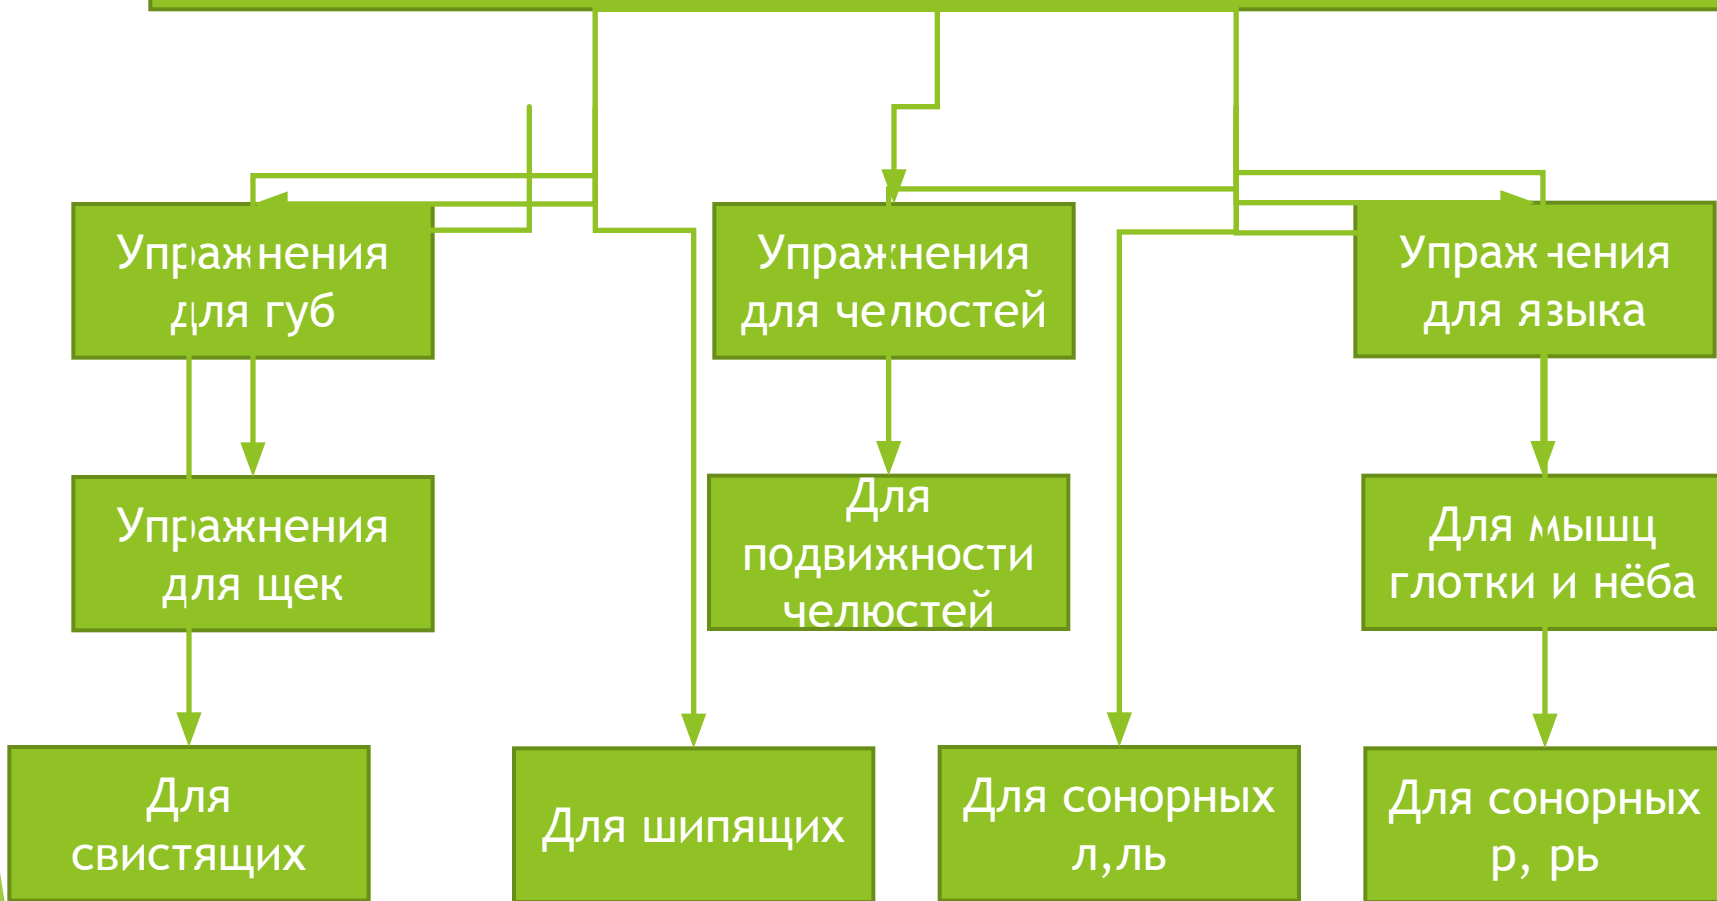 Упражнения
для губ
Упражнения
для челюстей
Упражнения
для языка
Упражнения
для щек
Для
подвижности
челюстей
Для мышц
глотки и нёба
Для
свистящих
Для шипящих
Для сонорных
л,ль
Для сонорных
р, рь